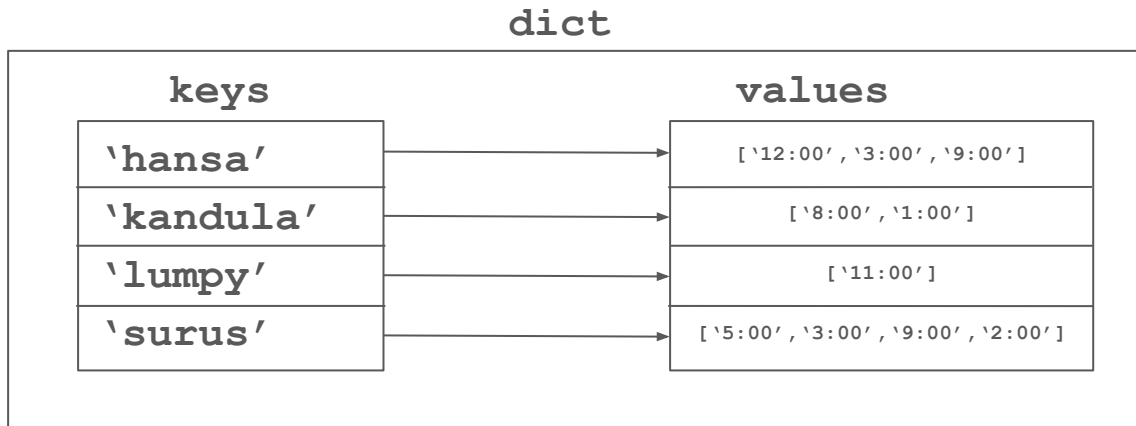 dict
keys
values
‘hansa’
[‘12:00’,‘3:00’,‘9:00’]
‘kandula’
[‘8:00’,‘1:00’]
‘lumpy’
[‘11:00’]
‘surus’
[‘5:00’,‘3:00’,‘9:00’,‘2:00’]